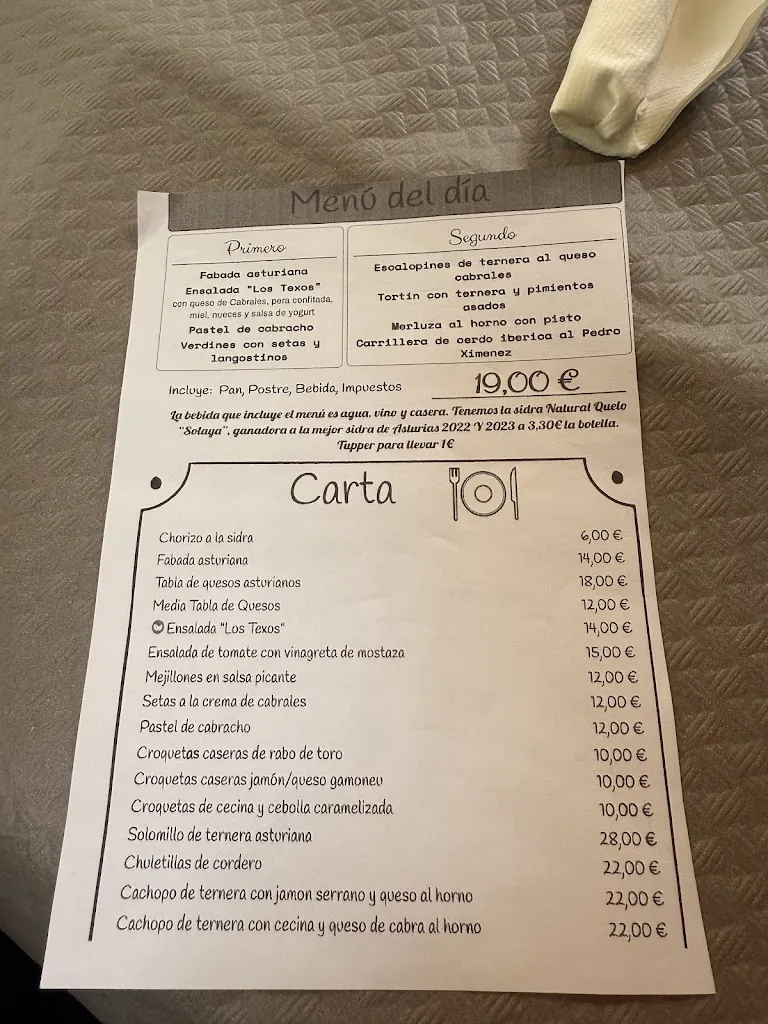 Menú del día
Primero
Fabada asturiana
Ensalada "Los Texos"
con queso de Cabrales, pera confitada,
miel, nueces y salsa de yogurt
Pastel de cabracho
Verdines con setas y
langostinos
Segundo
Escalopines de ternera al queso
cabrales
Tortín con ternera y pimientos
asados
Merluza al horno con pisto
Carrillera de cerdo iberica al Pedro
Ximenez
Incluye: Pan, Postre, Bebida, Impuestos 19,00 €
La bebida que incluye el menú es agua, vino y casera. Tenemos la sidra Natural Quelo
"Solaya", ganadora a la mejor sidra de Asturias 2022 Y 2023 a 3,30€ la botella.
Tupper para llevar 1€
Carta
Chorizo a la sidra 6,00 €
Fabada asturiana 14,00 €
Tabla de quesos asturianos 18,00 €
Media Tabla de Quesos 12,00 €
Ensalada "Los Texos" 14,00 €
Ensalada de tomate con vinagreta de mostaza 15,00 €
Mejillones en salsa picante 12,00 €
Setas a la crema de cabrales 12,00 €
Pastel de cabracho 12,00 €
Croquetas caseras de rabo de toro 10,00 €
Croquetas caseras jamón/queso gamoneu 10,00 €
Croquetas de cecina y cebolla caramelizada 10,00 €
Solomillo de ternera asturiana 28,00 €
Chuletillas de cordero 22,00 €
Cachopo de ternera con jamon serrano y queso al horno 22,00 €
Cachopo de ternera con cecina y queso de cabra al horno 22,00 €